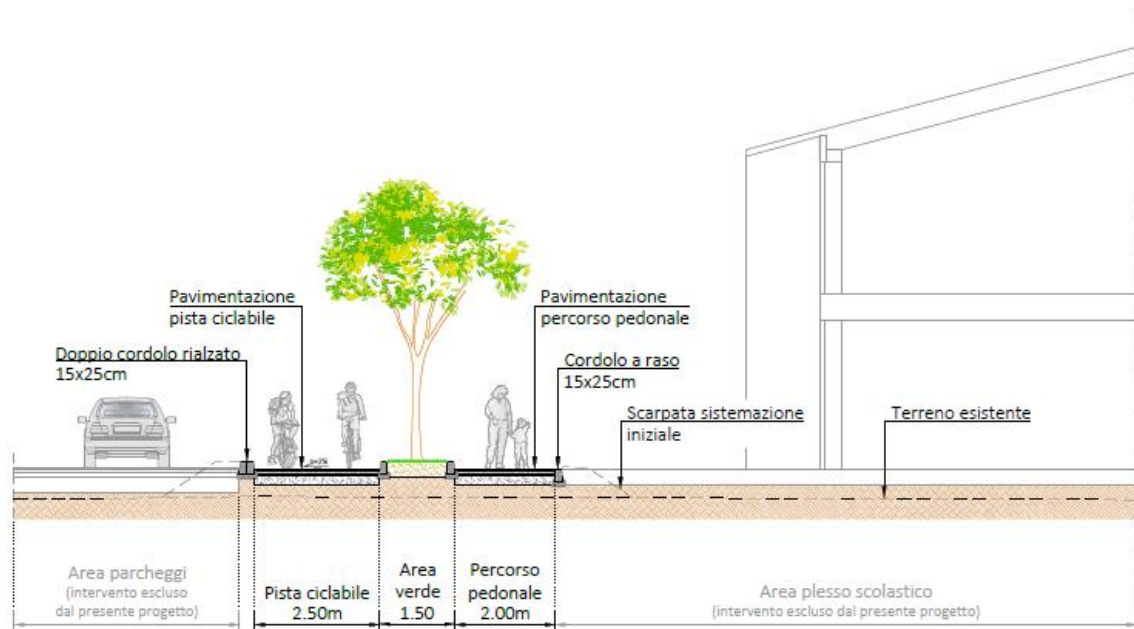 Pavimentazione
pista ciclabile
Pavimentazione
percorso pedonale
Doppio cordolo rialzato
15x25cm
Cordolo a raso
15x25cm
Scarpata sistemazione
iniziale
Terreno esistente
Area parcheggi
(intervento escluso
dal presente progetto)
Pista ciclabile
2.50m
Area
verde
1.50
Percorso
pedonale
2.00m
Area plesso scolastico
(intervento escluso dal presente progetto)